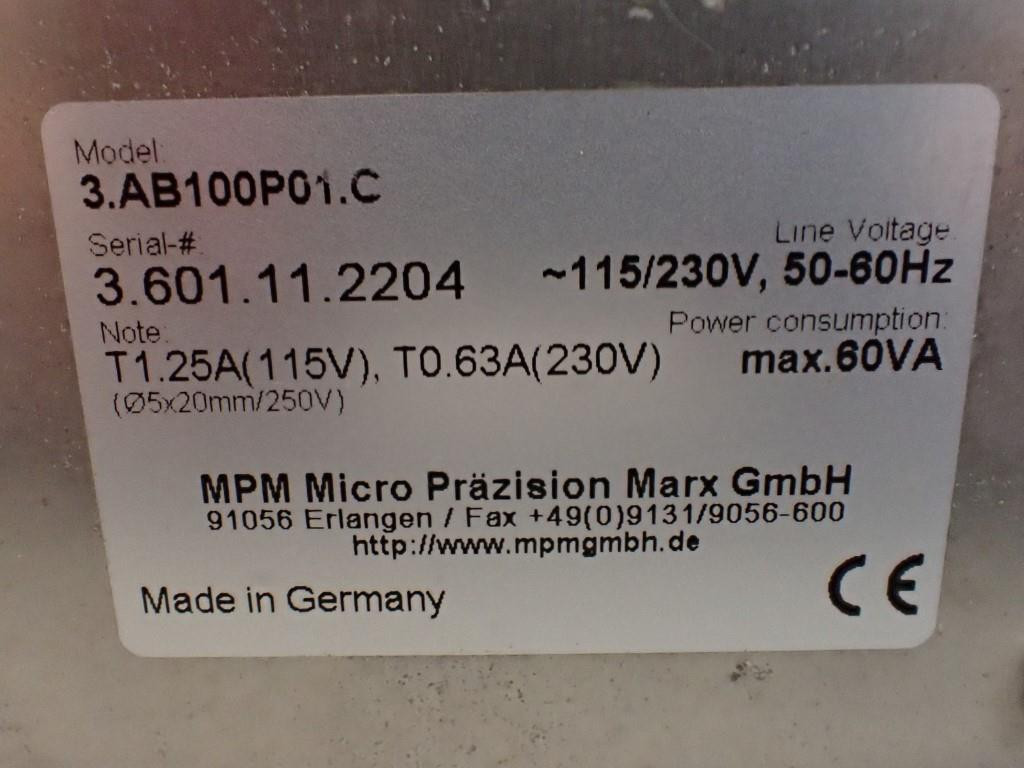 Model:
3.AB100P01.C
Serial-#:
3.601.11.2204
Line Voltage:
~115/230V, 50-60Hz
Note:
T1.25A(115V), T0.63A(230V)
(Ø5x20mm/250V)
Power consumption:
max.60VA
MPM Micro Präzision Marx GmbH
91056 Erlangen / Fax +49(0)9131/9056-600
http://www.mpmgmbh.de
Made in Germany
CE